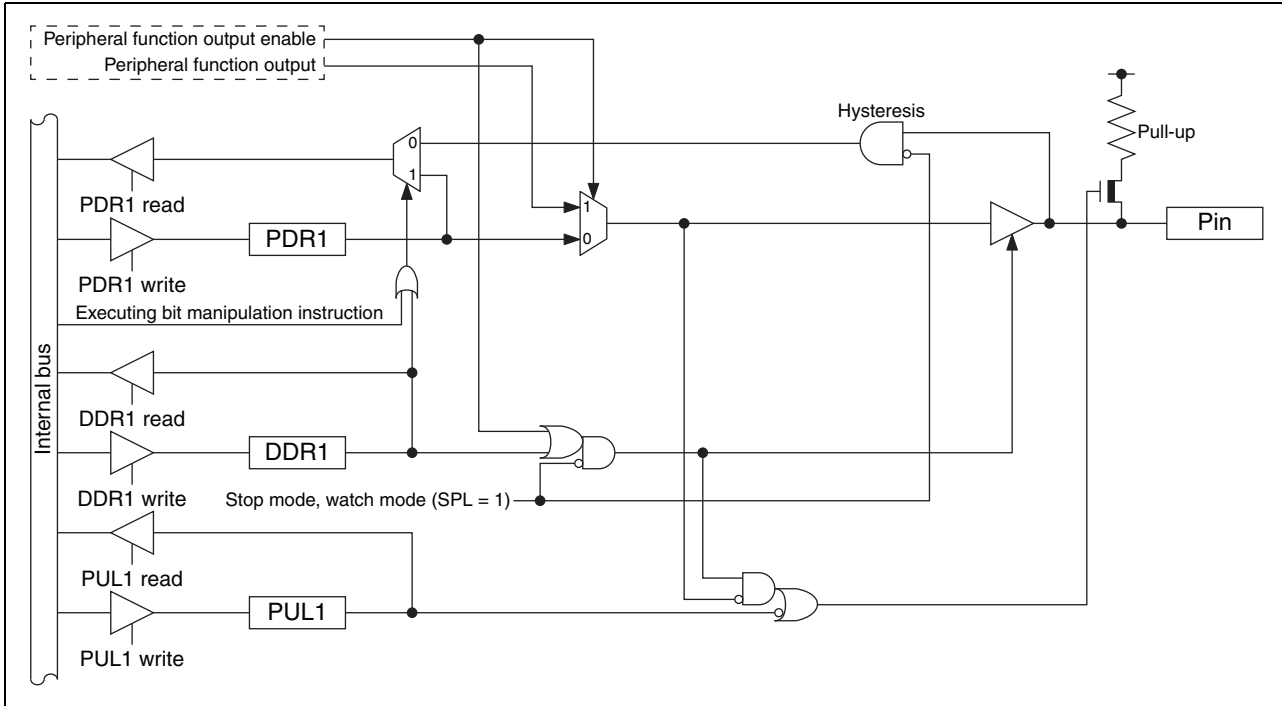 Peripheral function output enable
Peripheral function output
Hysteresis
Pull-up
0
1
PDR1 read
1
PDR1
0
Pin
PDR1 write
Executing bit manipulation instruction
Internal bus
DDR1 read
DDR1
DDR1 write
Stop mode, watch mode (SPL = 1)
PUL1 read
PUL1
PUL1 write